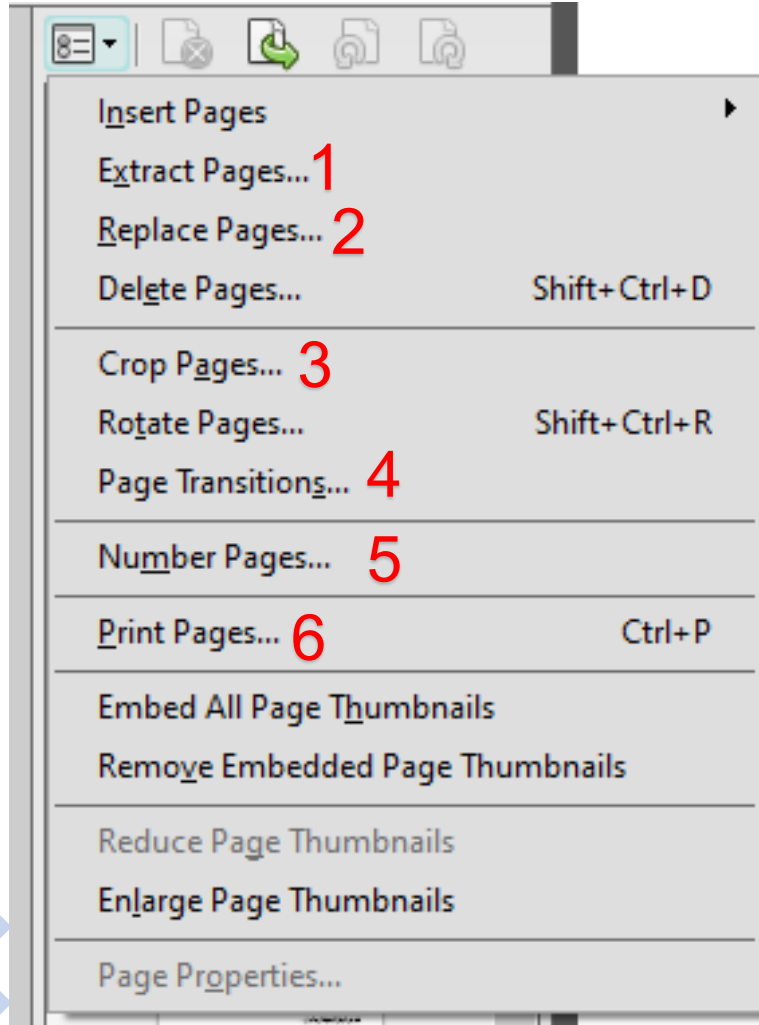 Insert Pages
Extract Pages... 1
Replace Pages... 2
Delete Pages... Shift+Ctrl+D
Crop Pages... 3
Rotate Pages... Shift+Ctrl+R
Page Transitions... 4
Number Pages... 5
Print Pages... 6 Ctrl+P
Embed All Page Thumbnails
Remove Embedded Page Thumbnails
Reduce Page Thumbnails
Enlarge Page Thumbnails
Page Properties...